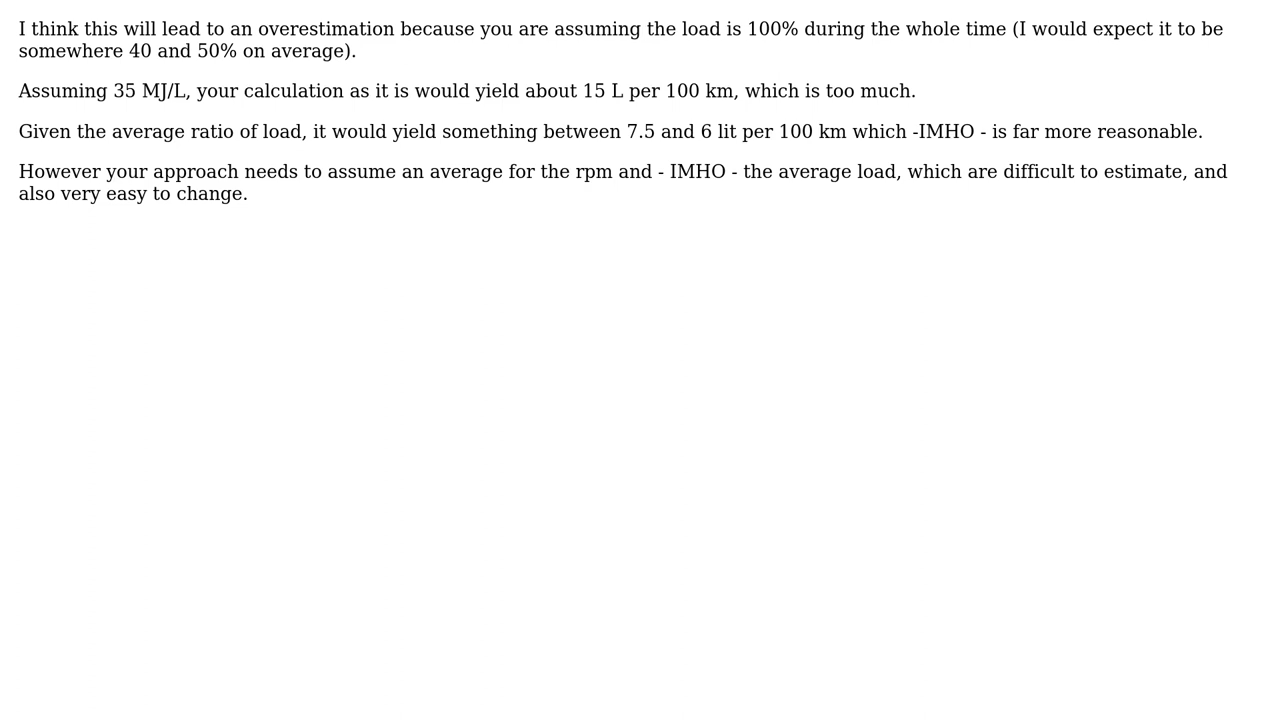 I think this will lead to an overestimation because you are assuming the load is 100% during the whole time (I would expect it to be
somewhere 40 and 50% on average).
Assuming 35 MJ/L, your calculation as it is would yield about 15 L per 100 km, which is too much.
Given the average ratio of load, it would yield something between 7.5 and 6 lit per 100 km which -IMHO - is far more reasonable.
However your approach needs to assume an average for the rpm and - IMHO - the average load, which are difficult to estimate, and
also very easy to change.